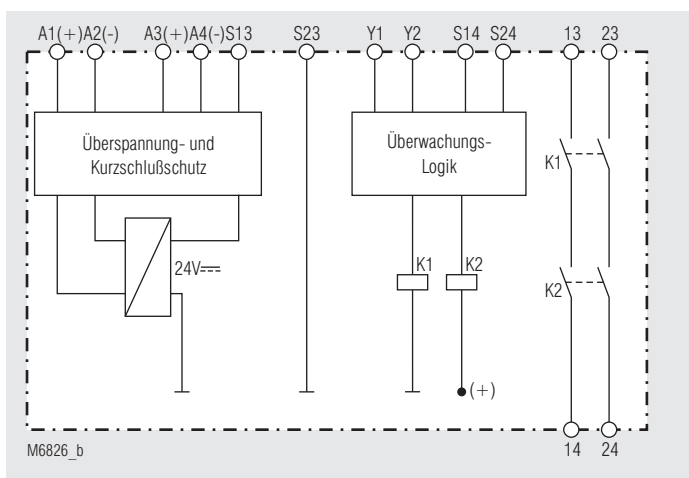 A1(+)A2(-) A3(+)A4(-)S13 S23 Y1 Y2 S14 S24 13 23
Überspannung- und
Kurzschlußschutz
Überwachungs-
Logik
K1
24V
K1 K2
K2
(+)
M6826_b
14 24